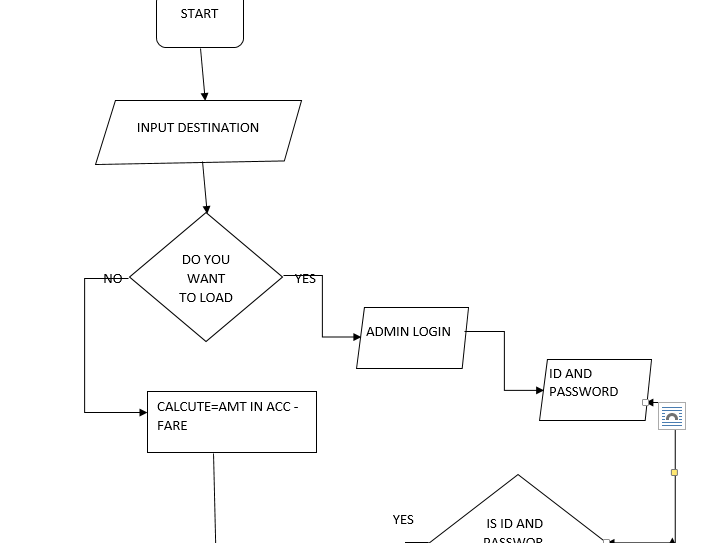 START
INPUT DESTINATION
DO YOU
WANT
TO LOAD
NO
YES
ADMIN LOGIN
ID AND
PASSWORD
CALCUTE=AMT IN ACC -
FARE
YES
IS ID AND
PASSWOR